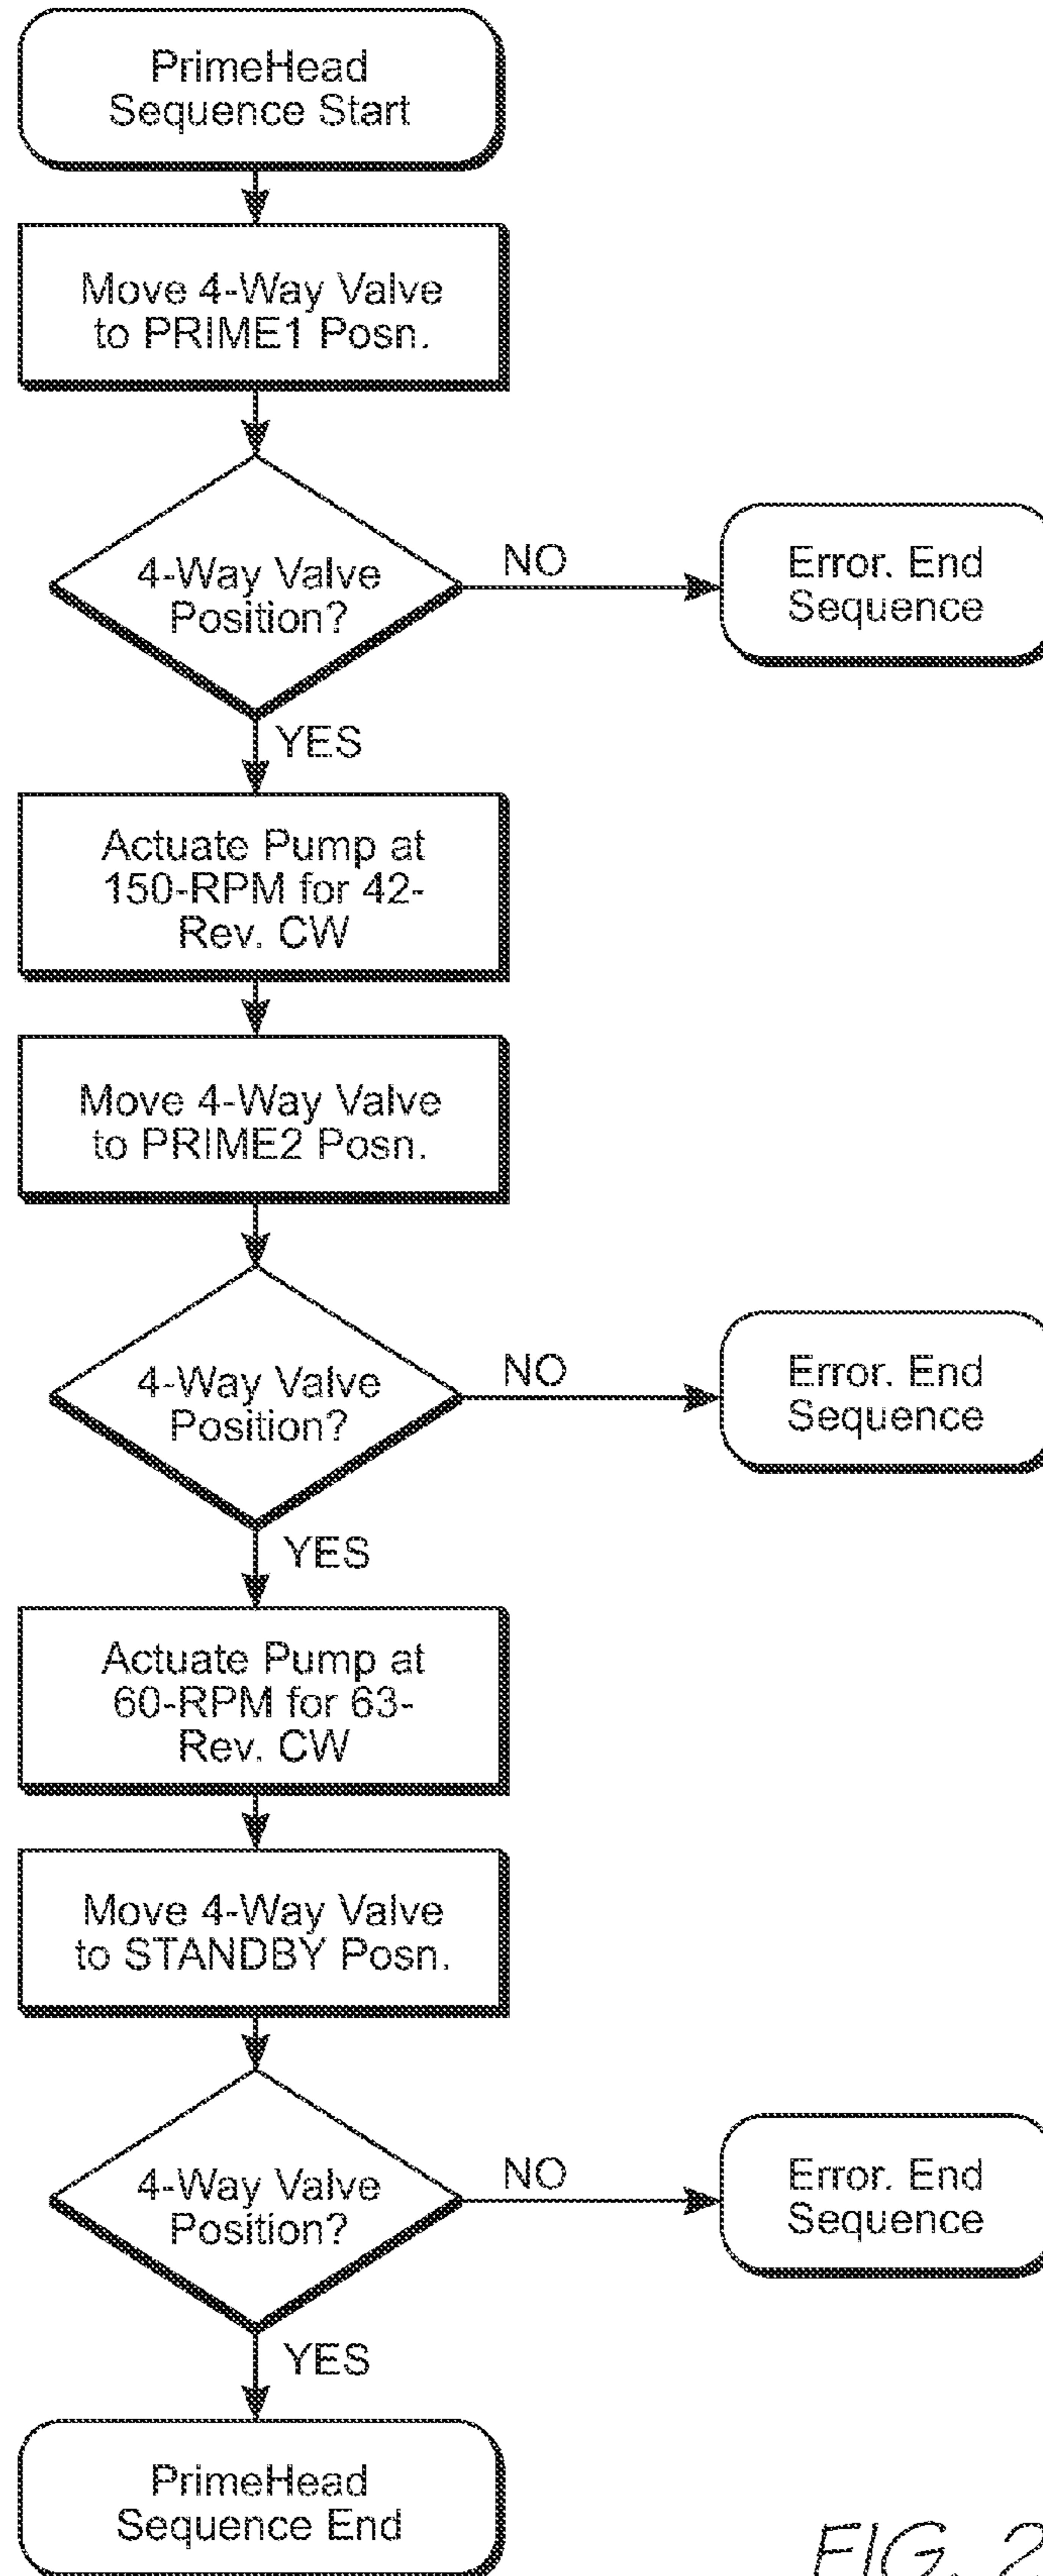 PrimeHead
Sequence Start
Move 4-Way Valve
to PRIME1 Posn.
4-Way Valve
Position?
NO
Error. End
Sequence
YES
Actuate Pump at
150-RPM for 42-
Rev. CW
Move 4-Way Valve
to PRIME2 Posn.
4-Way Valve
Position?
NO
Error. End
Sequence
YES
Actuate Pump at
60-RPM for 63-
Rev. CW
Move 4-Way Valve
to STANDBY Posn.
4-Way Valve
Position?
NO
Error. End
Sequence
YES
PrimeHead
Sequence End
FIG. 2